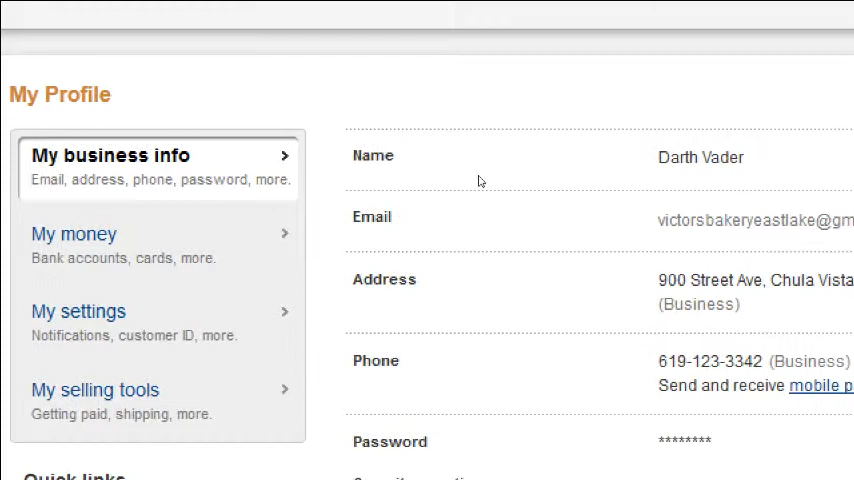 My Profile
My business info
Email, address, phone, password, more.
My money
Bank accounts, cards, more.
My settings
Notifications, customer ID, more.
My selling tools
Getting paid, shipping, more.
Quick links
Name Darth Vader
Email victorsbakeryeastlake@gm
Address 900 Street Ave, Chula Vista
(Business)
Phone 619-123-3342 (Business)
Send and receive mobile p
Password ********